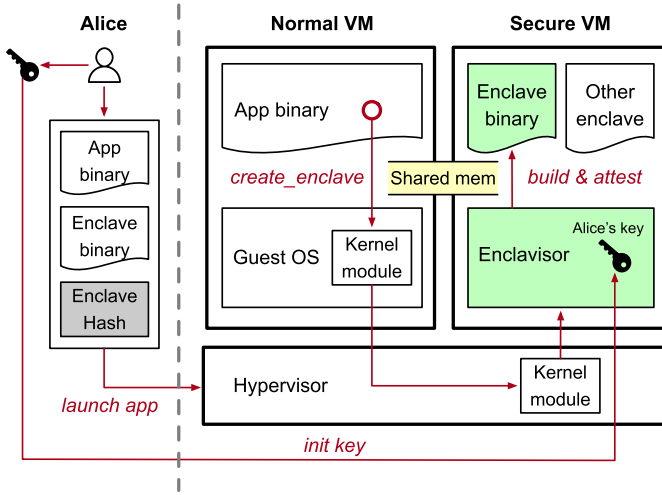 Alice
Normal VM
Secure VM
App
binary
Enclave
binary
Enclave
Hash
launch app
App binary
create_enclave
Shared mem
Guest OS
Kernel
module
Enclave
binary
Other
enclave
build & attest
Enclavisor
Alice's key
Hypervisor
Kernel
module
init key